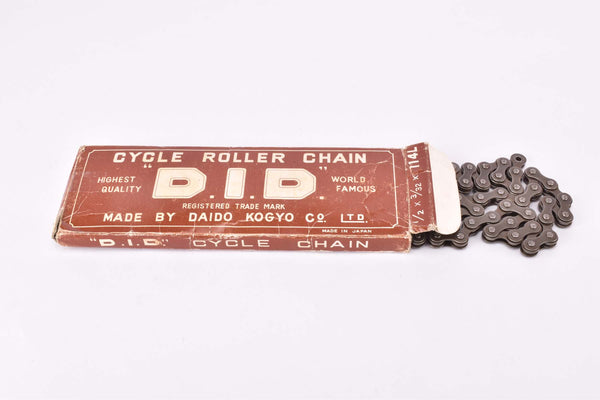 CYCLE ROLLER CHAIN
HIGHEST QUALITY
"D.I.D."
WORLD FAMOUS
REGISTERED TRADE MARK
MADE BY DAIDO KOGYO CO. LTD.
MADE IN JAPAN
"D.I.D." CYCLE CHAIN
1/2 x 3/32 x 114L